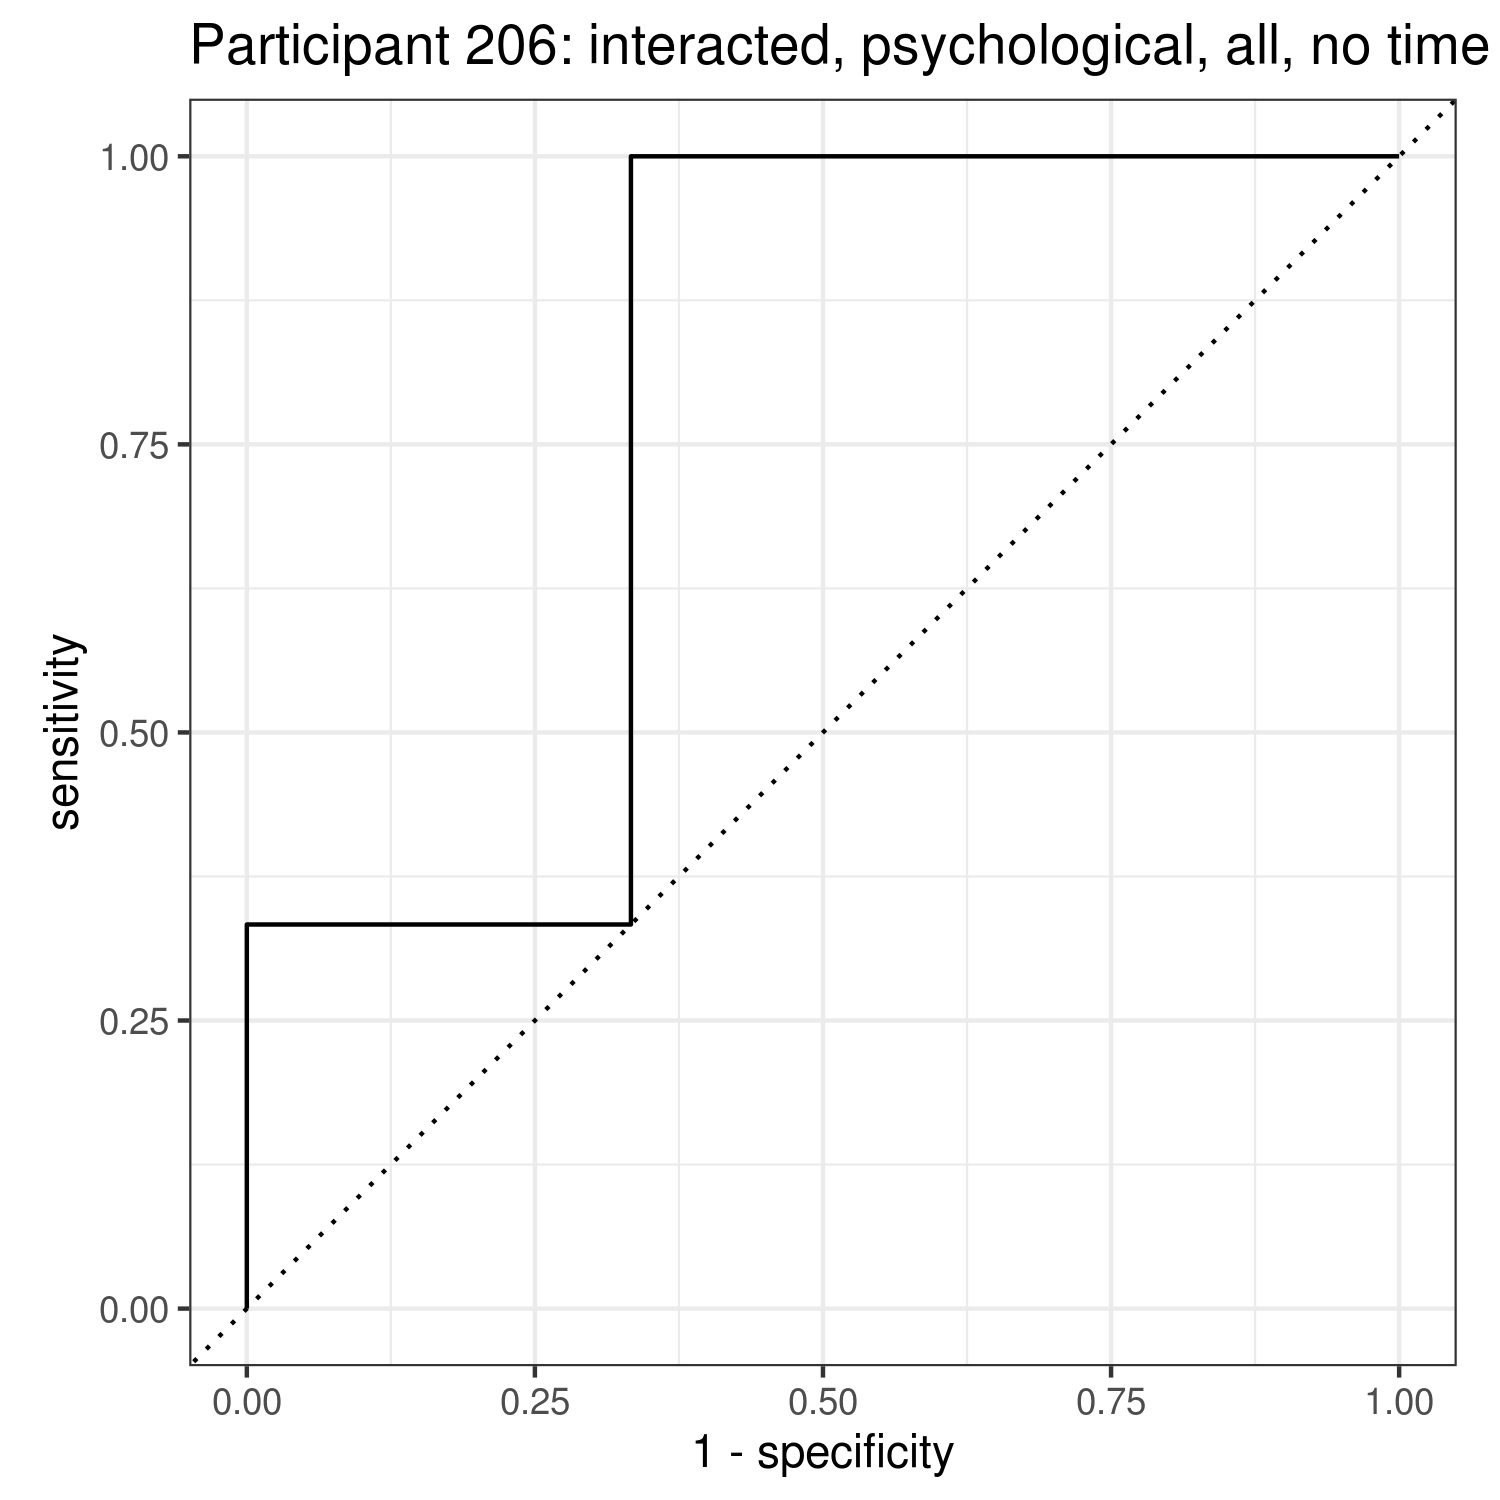 Participant 206: interacted, psychological, all, no time
1.00
0.75
0.50
0.25
0.00
sensitivity
0.00 0.25 0.50 0.75 1.00
1 - specificity